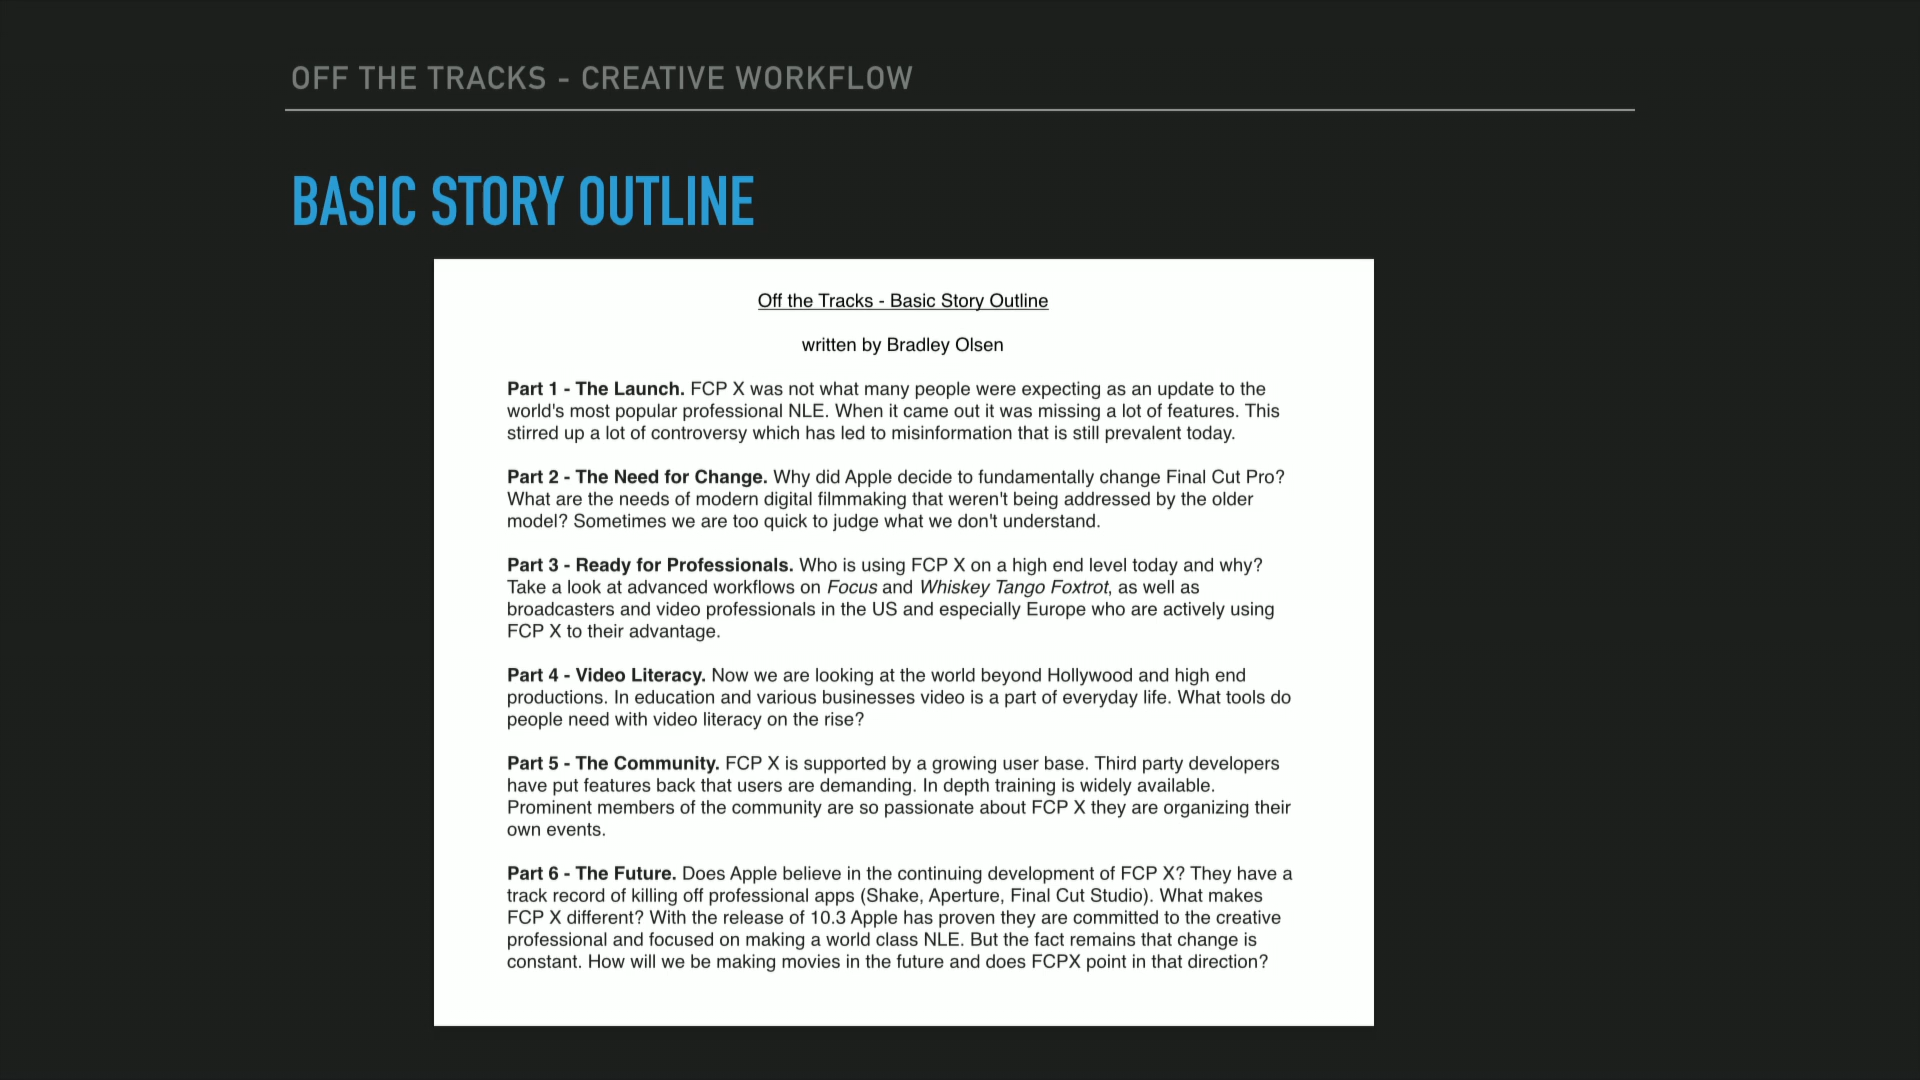 OFF THE TRACKS - CREATIVE WORKFLOW
BASIC STORY OUTLINE
Off the Tracks - Basic Story Outline
written by Bradley Olsen
Part 1 - The Launch. FCP X was not what many people were expecting as an update to the
world's most popular professional NLE. When it came out it was missing a lot of features. This
stirred up a lot of controversy which has led to misinformation that is still prevalent today.
Part 2 - The Need for Change. Why did Apple decide to fundamentally change Final Cut Pro?
What are the needs of modern digital filmmaking that weren't being addressed by the older
model? Sometimes we are too quick to judge what we don't understand.
Part 3 - Ready for Professionals. Who is using FCP X on a high end level today and why?
Take a look at advanced workflows on Focus and Whiskey Tango Foxtrot, as well as
broadcasters and video professionals in the US and especially Europe who are actively using
FCP X to their advantage.
Part 4 - Video Literacy. Now we are looking at the world beyond Hollywood and high end
productions. In education and various businesses video is a part of everyday life. What tools do
people need with video literacy on the rise?
Part 5 - The Community. FCP X is supported by a growing user base. Third party developers
have put features back that users are demanding. In depth training is widely available.
Prominent members of the community are so passionate about FCP X they are organizing their
own events.
Part 6 - The Future. Does Apple believe in the continuing development of FCP X? They have a
track record of killing off professional apps (Shake, Aperture, Final Cut Studio). What makes
FCP X different? With the release of 10.3 Apple has proven they are committed to the creative
professional and focused on making a world class NLE. But the fact remains that change is
constant. How will we be making movies in the future and does FCPX point in that direction?